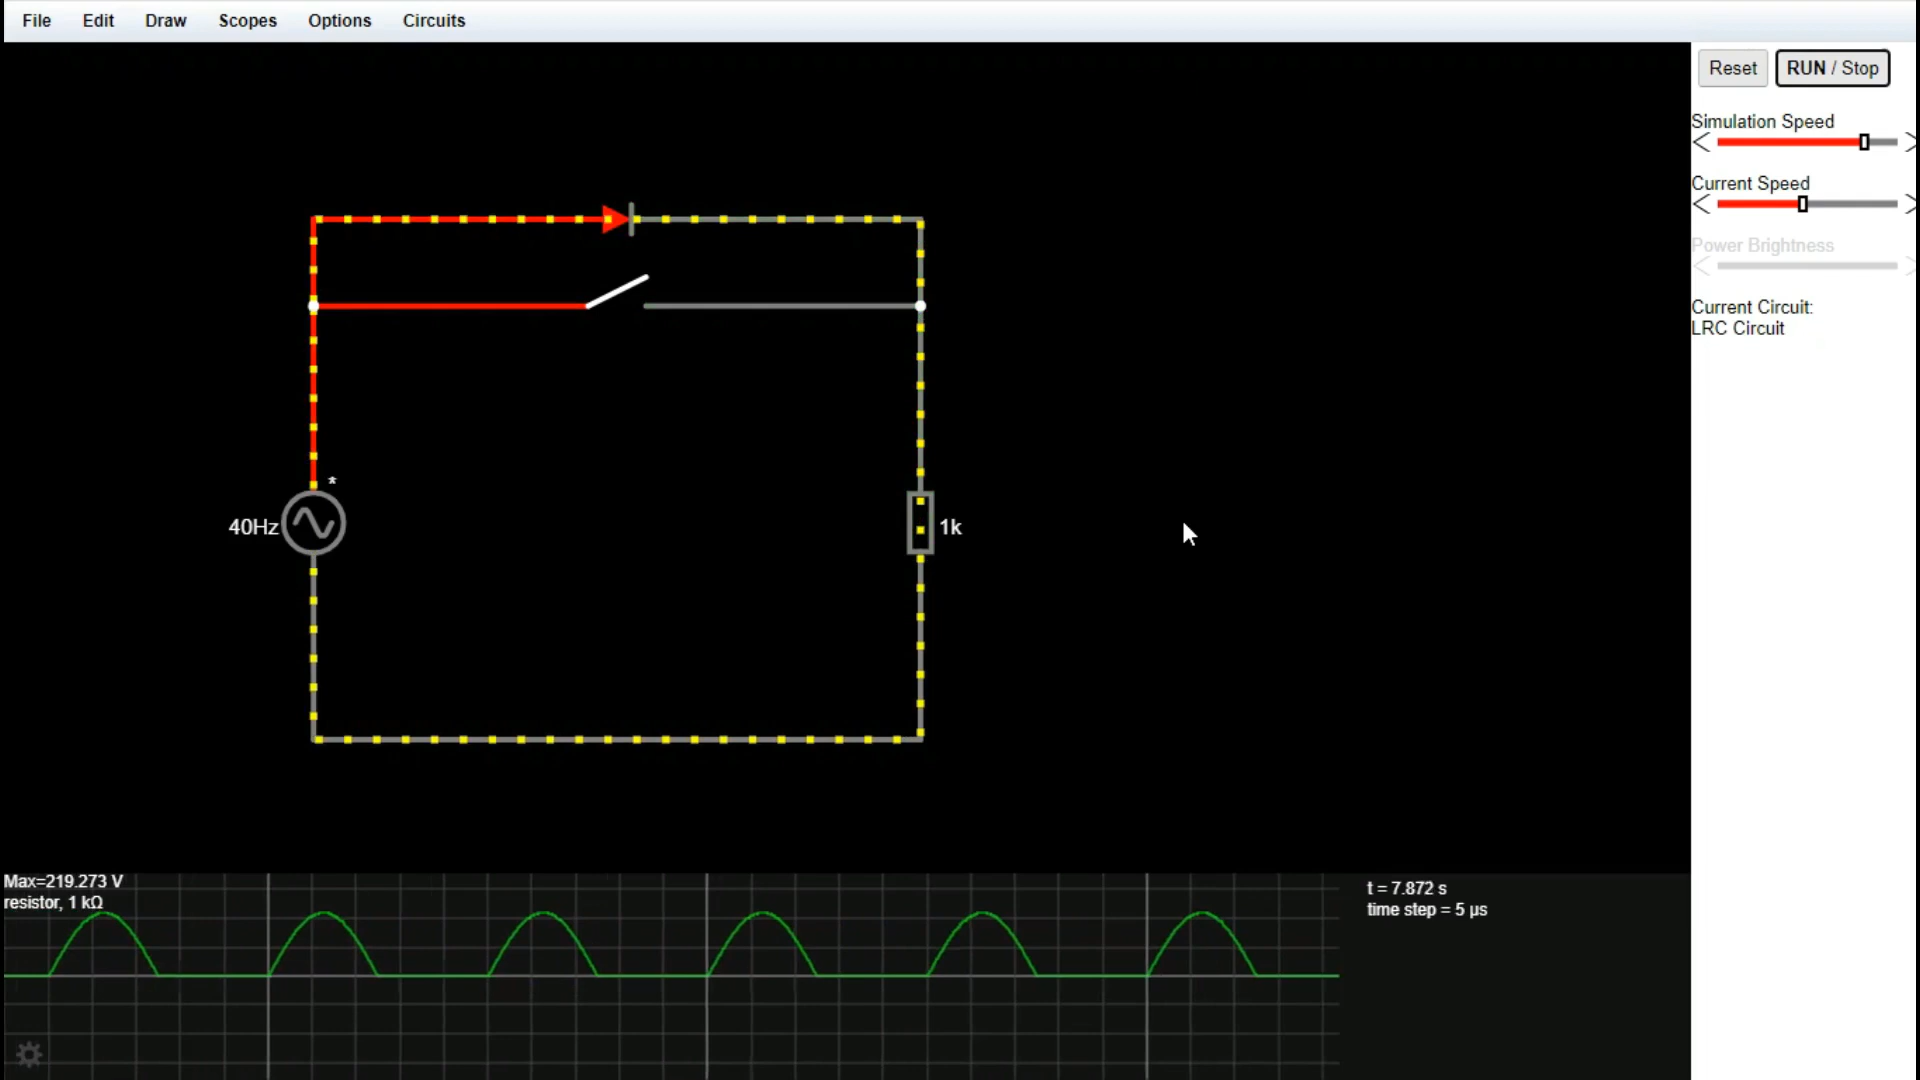 File Edit Draw Scopes Options Circuits
Reset RUN / Stop
Simulation Speed
Current Speed
Power Brightness
Current Circuit:
LRC Circuit
*
40Hz
1k
Max=219.273 V
resistor, 1 kΩ
t = 7.872 s
time step = 5 µs